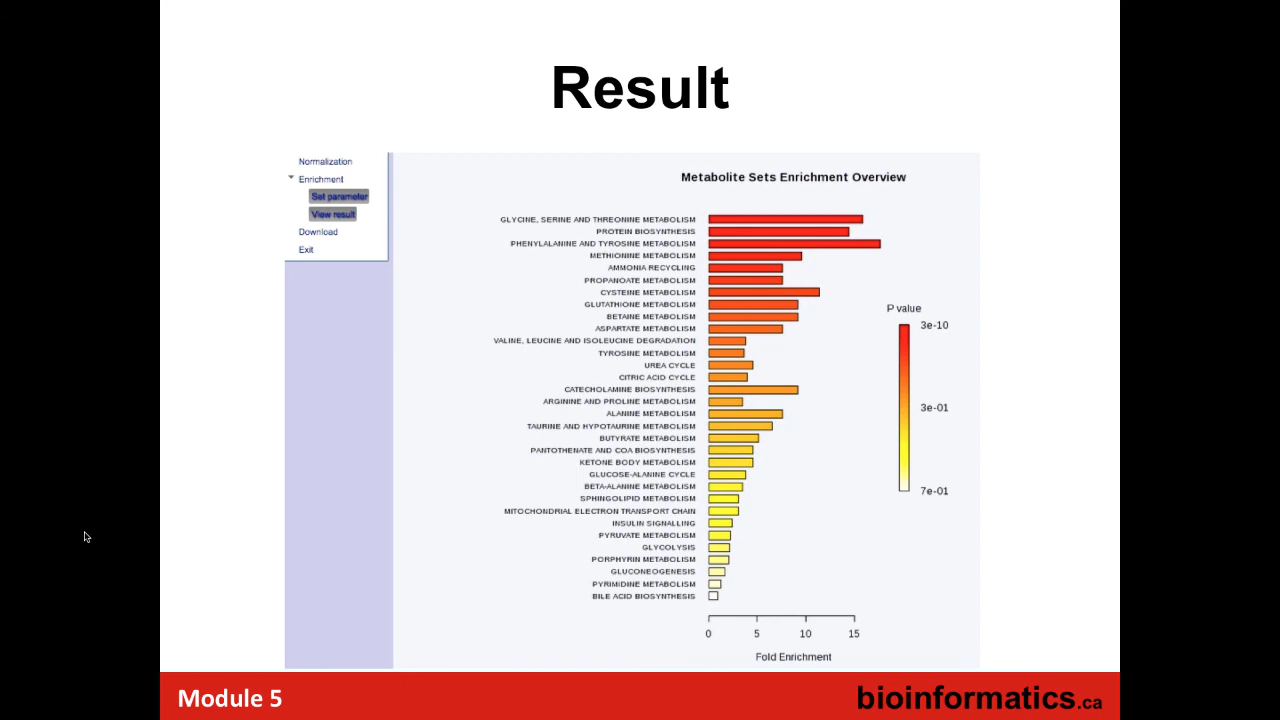 Result
Normalization
Enrichment
Set parameter
View result
Download
Exit
Metabolite Sets Enrichment Overview
GLYCINE, SERINE AND THREONINE METABOLISM
PROTEIN BIOSYNTHESIS
PHENYLALANINE AND TYROSINE METABOLISM
METHIONINE METABOLISM
AMMONIA RECYCLING
PROPANOATE METABOLISM
CYSTEINE METABOLISM
GLUTATHIONE METABOLISM
BETAINE METABOLISM
ASPARTATE METABOLISM
VALINE, LEUCINE AND ISOLEUCINE DEGRADATION
TYROSINE METABOLISM
UREA CYCLE
CITRIC ACID CYCLE
CATECHOLAMINE BIOSYNTHESIS
ARGININE AND PROLINE METABOLISM
ALANINE METABOLISM
TAURINE AND HYPOTAURINE METABOLISM
BUTYRATE METABOLISM
PANTOTHENATE AND COA BIOSYNTHESIS
KETONE BODY METABOLISM
GLUCOSE-ALANINE CYCLE
BETA-ALANINE METABOLISM
SPHINGOLIPID METABOLISM
MITOCHONDRIAL ELECTRON TRANSPORT CHAIN
INSULIN SIGNALLING
PYRUVATE METABOLISM
GLYCOLYSIS
PORPHYRIN METABOLISM
GLUCONEOGENESIS
PYRIMIDINE METABOLISM
BILE ACID BIOSYNTHESIS
P value
3e-10
3e-01
7e-01
0 5 10 15
Fold Enrichment
Module 5
bioinformatics.ca